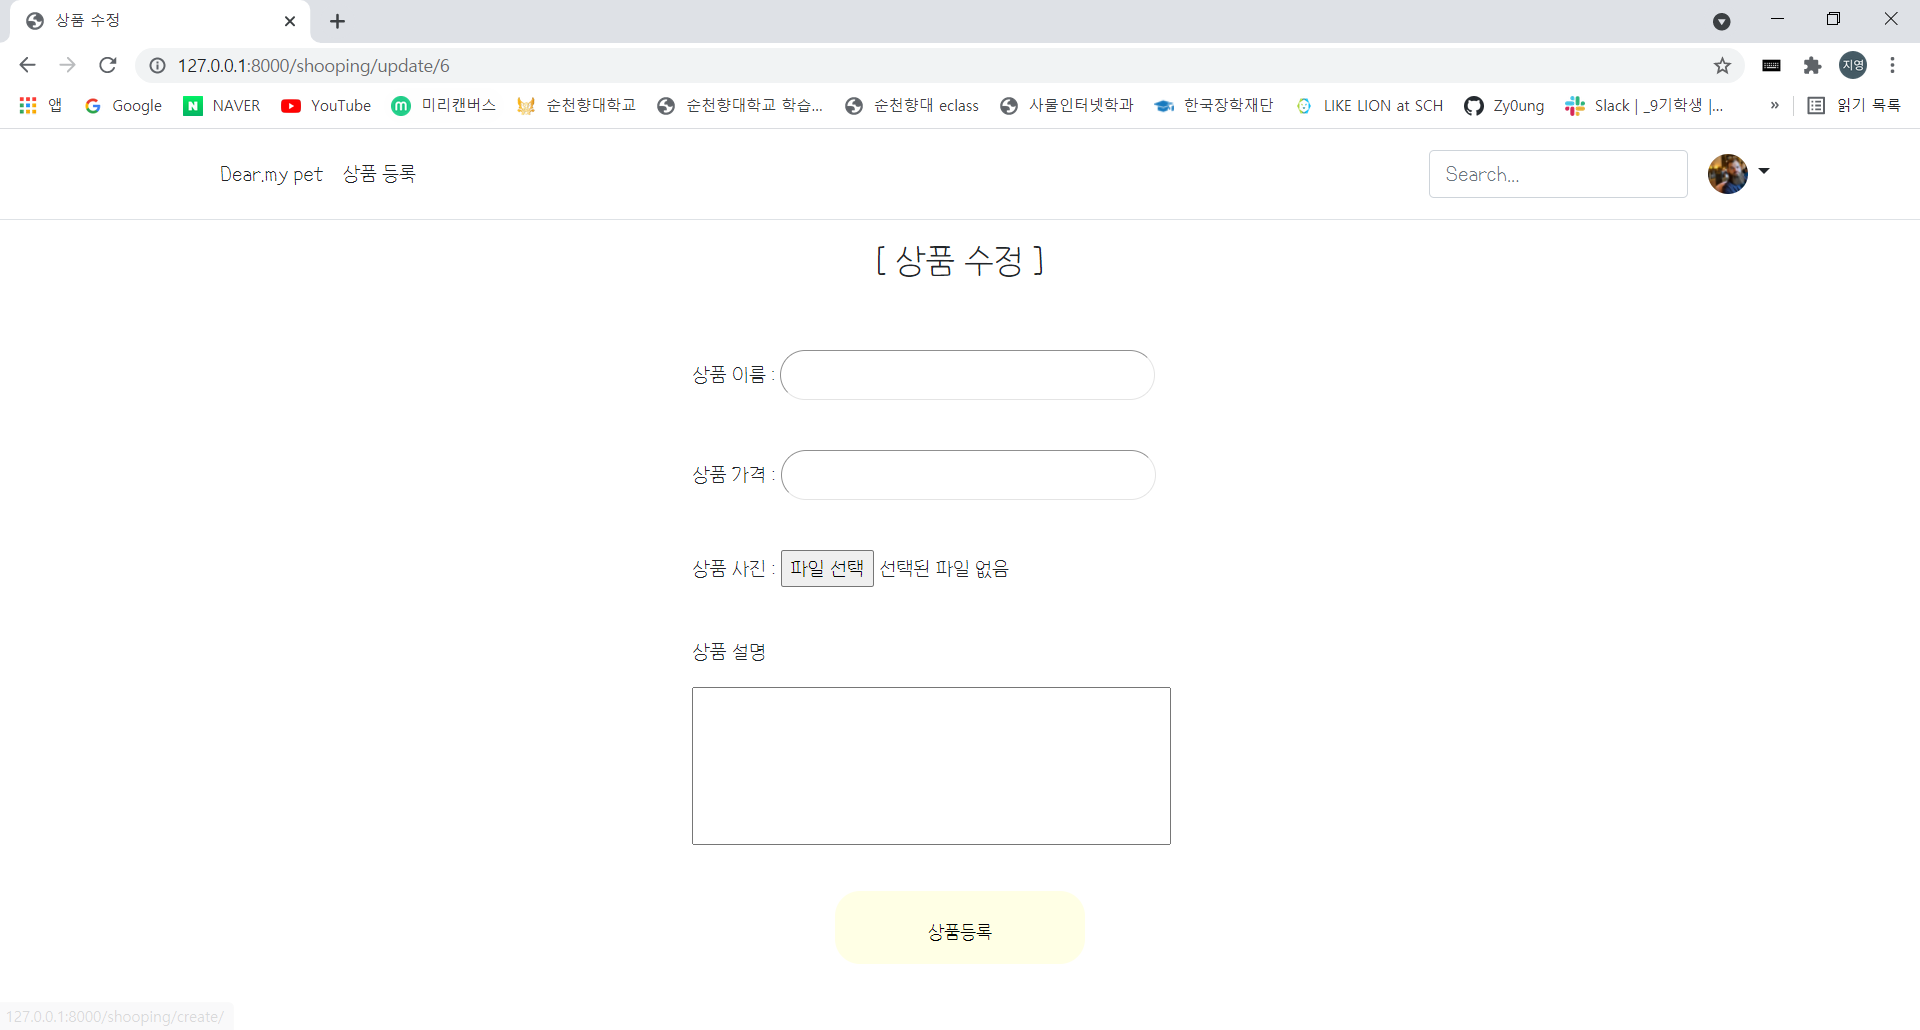 상품 수정
127.0.0.1:8000/shooping/update/6
지영
앱 Google NAVER YouTube 미리캔버스 순천향대학교 순천향대학교 학습... 순천향대 eclass 사물인터넷학과 한국장학재단 LIKE LION at SCH Zy0ung Slack | _9기학생 |... » 읽기 목록
Dear.my pet 상품 등록 Search...
[ 상품 수정 ]
상품 이름 :
상품 가격 :
상품 사진 : 파일 선택 선택된 파일 없음
상품 설명
상품등록
127.0.0.1:8000/shooping/create/